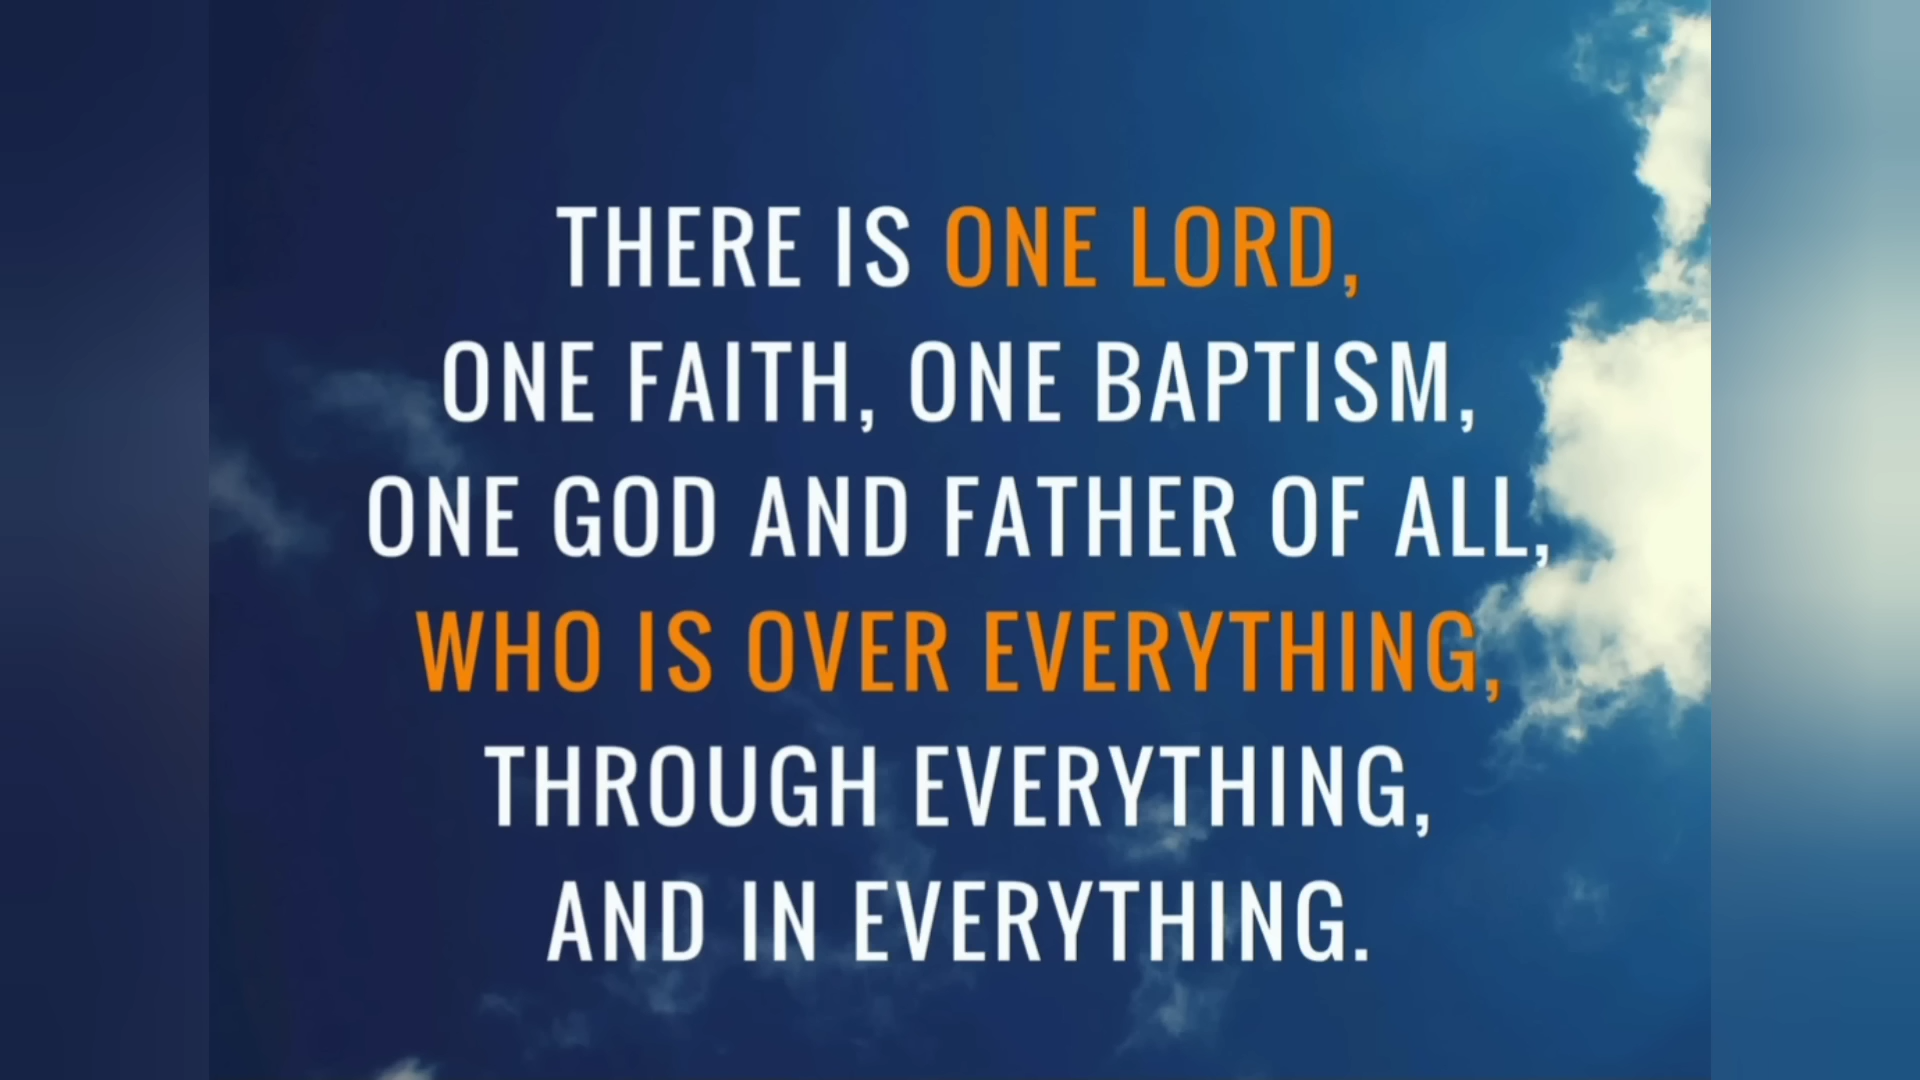 THERE IS ONE LORD,
ONE FAITH, ONE BAPTISM,
ONE GOD AND FATHER OF ALL,
WHO IS OVER EVERYTHING,
THROUGH EVERYTHING,
AND IN EVERYTHING.